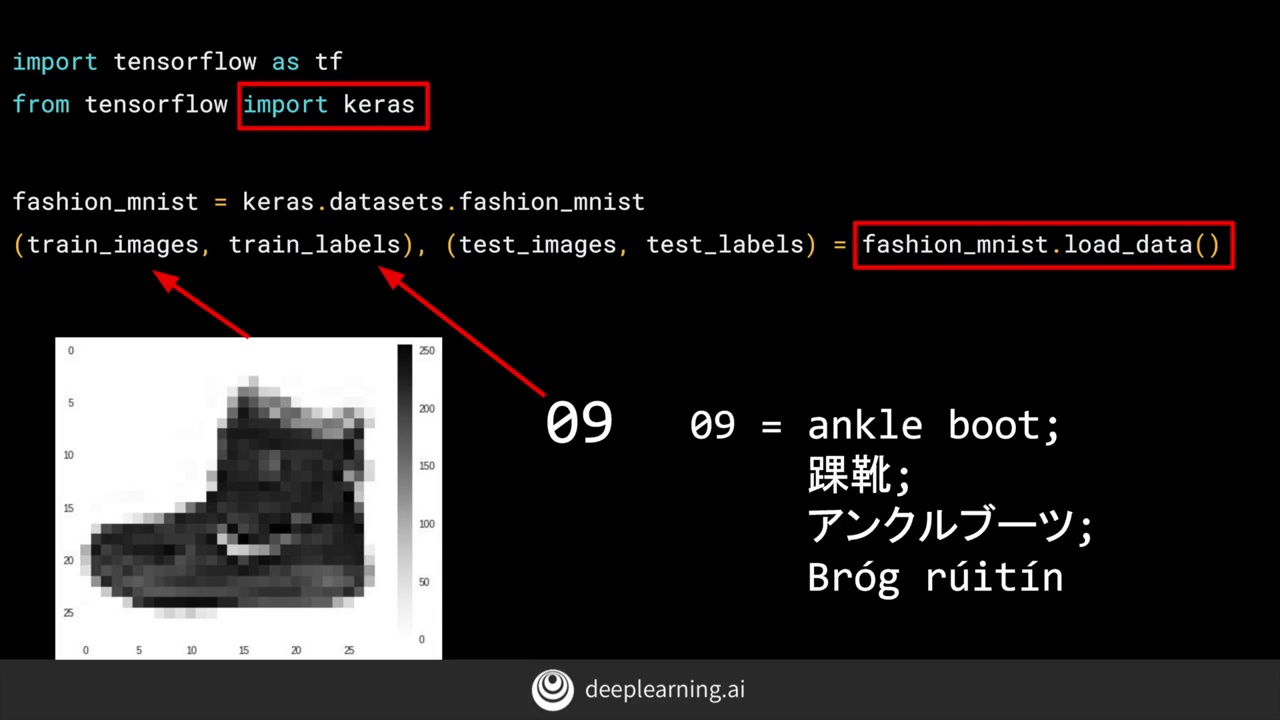 import tensorflow as tf
from tensorflow import keras
fashion_mnist = keras.datasets.fashion_mnist
(train_images, train_labels), (test_images, test_labels) = fashion_mnist.load_data()
0
5
10
15
20
25
0
5
10
15
20
25
250
200
150
100
50
0
09
09 = ankle boot;
踝靴;
アンクルブーツ;
Bróg rúitín
deeplearning.ai